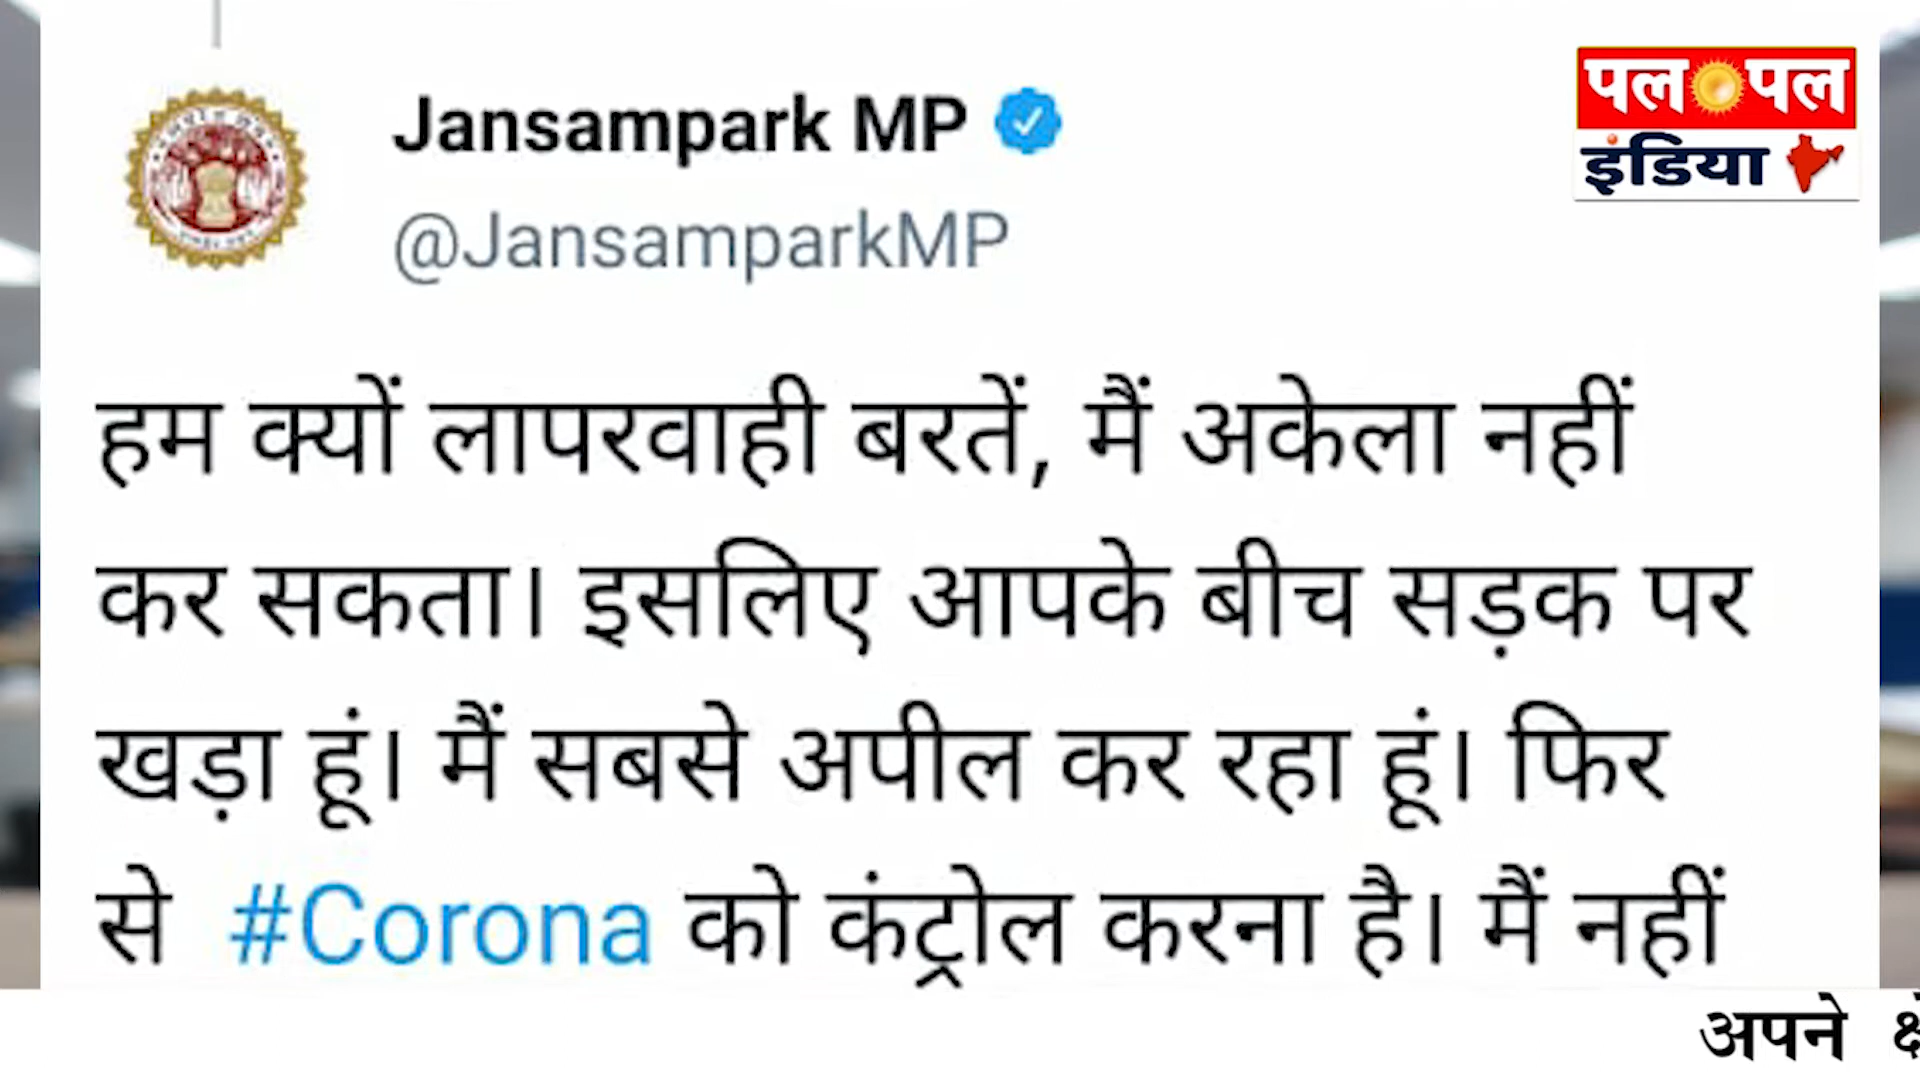 Jansampark MP
@JansamparkMP
पल पल
इंडिया
हम क्यों लापरवाही बरतें, मैं अकेला नहीं
कर सकता। इसलिए आपके बीच सड़क पर
खड़ा हूं। मैं सबसे अपील कर रहा हूं। फिर
से #Corona को कंट्रोल करना है। मैं नहीं
अपने